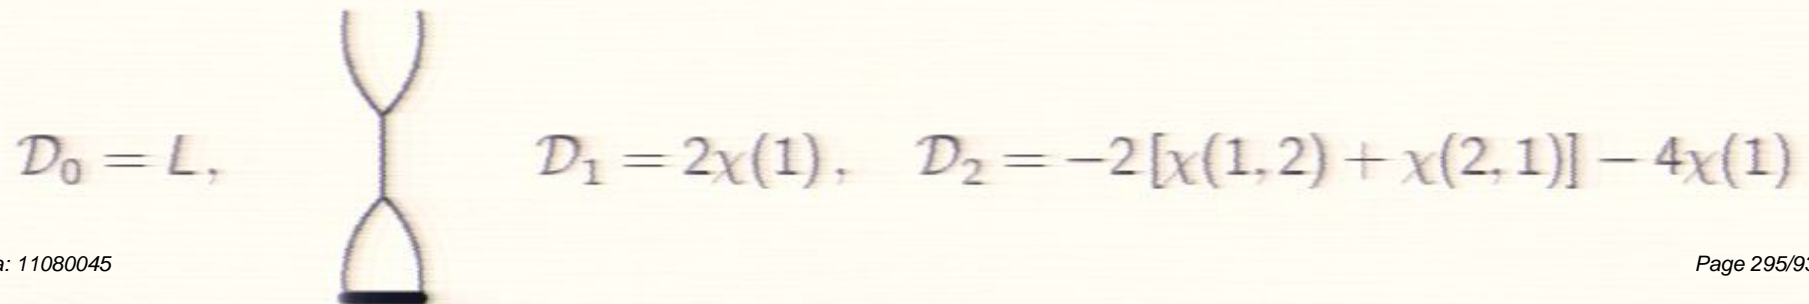 𝒟₀ = L, 𝒟₁ = 2χ(1), 𝒟₂ = −2[χ(1,2) + χ(2,1)] − 4χ(1)
a: 11080045
Page 295/93